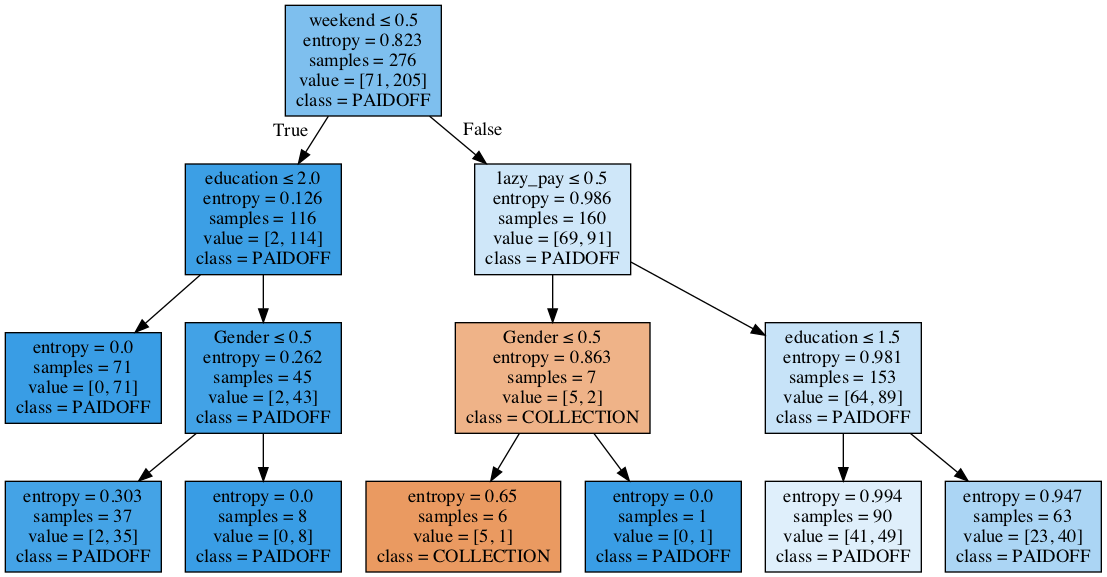 weekend ≤ 0.5
entropy = 0.823
samples = 276
value = [71, 205]
class = PAIDOFF
True
False
education ≤ 2.0
entropy = 0.126
samples = 116
value = [2, 114]
class = PAIDOFF
lazy_pay ≤ 0.5
entropy = 0.986
samples = 160
value = [69, 91]
class = PAIDOFF
entropy = 0.0
samples = 71
value = [0, 71]
class = PAIDOFF
Gender ≤ 0.5
entropy = 0.262
samples = 45
value = [2, 43]
class = PAIDOFF
Gender ≤ 0.5
entropy = 0.863
samples = 7
value = [5, 2]
class = COLLECTION
education ≤ 1.5
entropy = 0.981
samples = 153
value = [64, 89]
class = PAIDOFF
entropy = 0.303
samples = 37
value = [2, 35]
class = PAIDOFF
entropy = 0.0
samples = 8
value = [0, 8]
class = PAIDOFF
entropy = 0.65
samples = 6
value = [5, 1]
class = COLLECTION
entropy = 0.0
samples = 1
value = [0, 1]
class = PAIDOFF
entropy = 0.994
samples = 90
value = [41, 49]
class = PAIDOFF
entropy = 0.947
samples = 63
value = [23, 40]
class = PAIDOFF